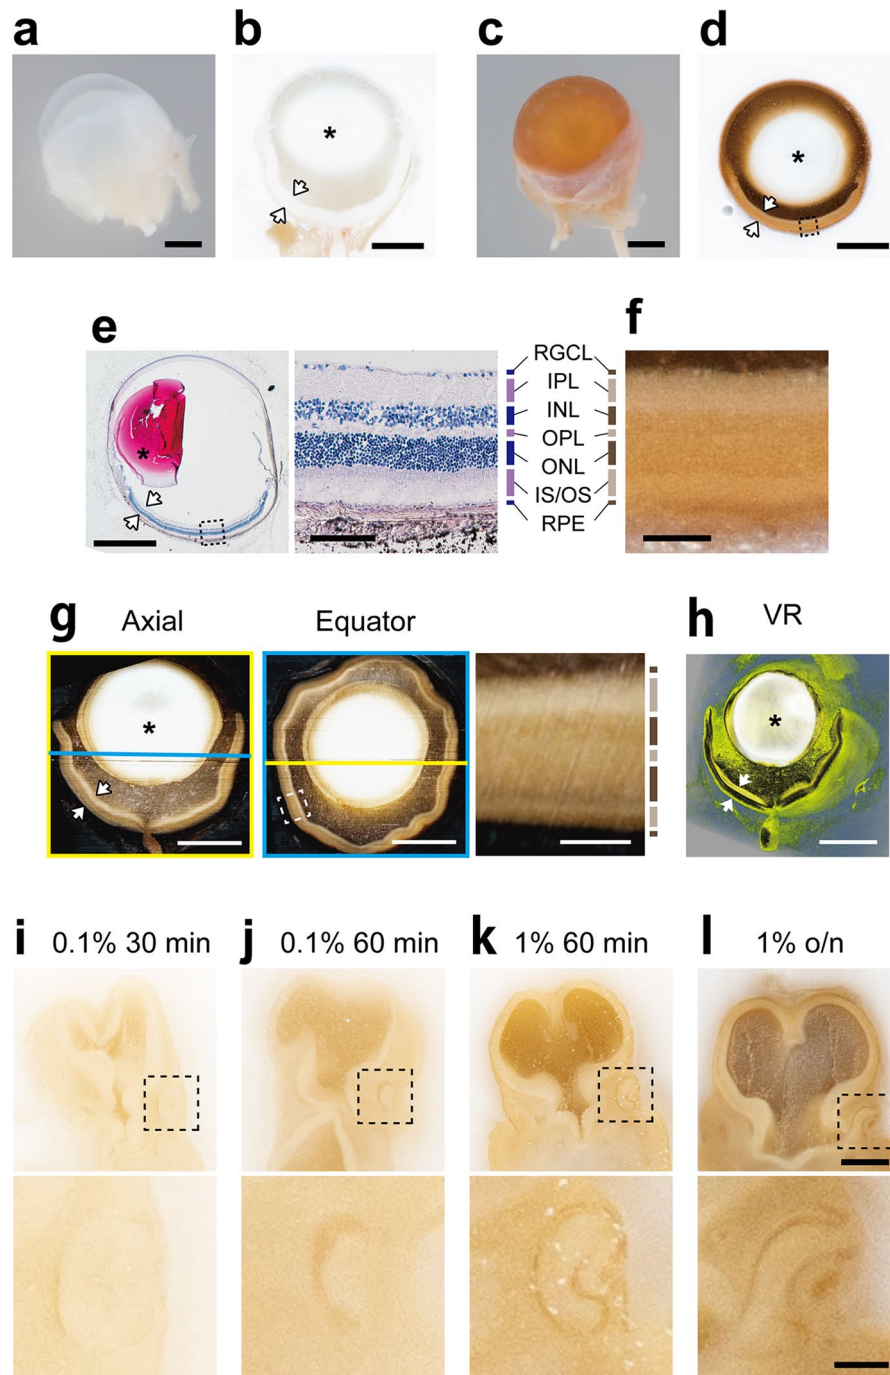 a b c d
*
*
e f
RGCL
IPL
INL
OPL
ONL
IS/OS
RPE
*
g Axial Equator h VR
*
*
i 0.1% 30 min j 0.1% 60 min k 1% 60 min l 1% o/n